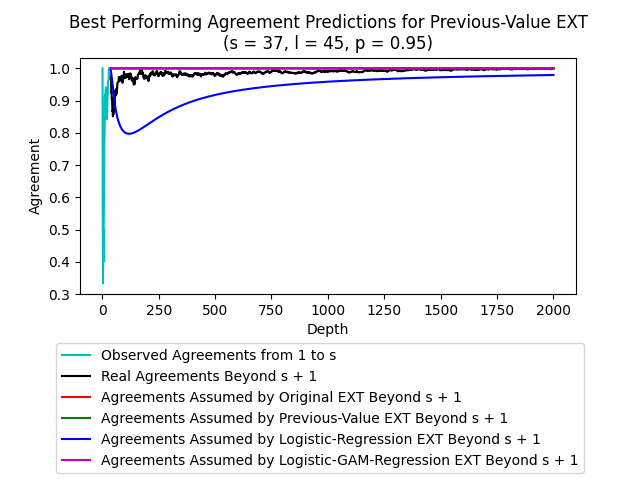 Best Performing Agreement Predictions for Previous-Value EXT
(s = 37, l = 45, p = 0.95)
Agreement
1.0
0.9
0.8
0.7
0.6
0.5
0.4
0.3
0 250 500 750 1000 1250 1500 1750 2000
Depth
Observed Agreements from 1 to s
Real Agreements Beyond s + 1
Agreements Assumed by Original EXT Beyond s + 1
Agreements Assumed by Previous-Value EXT Beyond s + 1
Agreements Assumed by Logistic-Regression EXT Beyond s + 1
Agreements Assumed by Logistic-GAM-Regression EXT Beyond s + 1